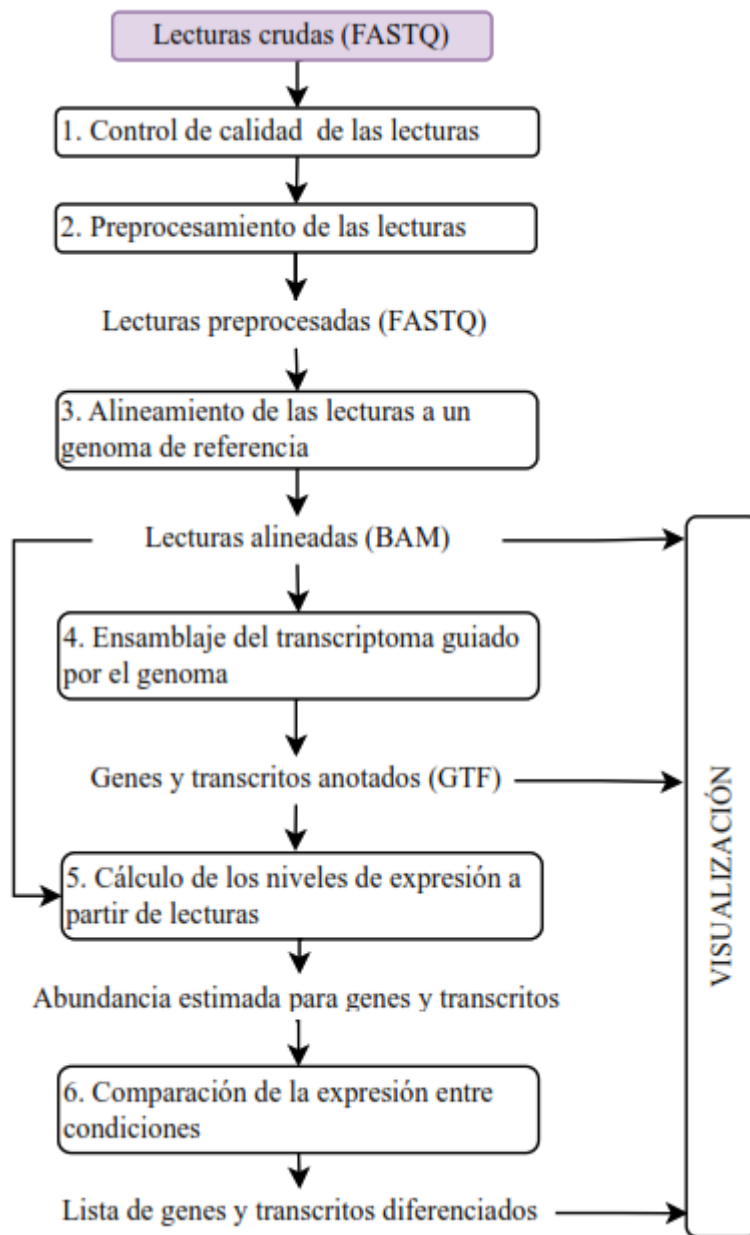 Lecturas crudas (FASTQ)
1. Control de calidad de las lecturas
2. Preprocesamiento de las lecturas
Lecturas preprocesadas (FASTQ)
3. Alineamiento de las lecturas a un
genoma de referencia
Lecturas alineadas (BAM)
4. Ensamblaje del transcriptoma guiado
por el genoma
Genes y transcritos anotados (GTF)
5. Cálculo de los niveles de expresión a
partir de lecturas
Abundancia estimada para genes y transcritos
6. Comparación de la expresión entre
condiciones
Lista de genes y transcritos diferenciados
VISUALIZACIÓN